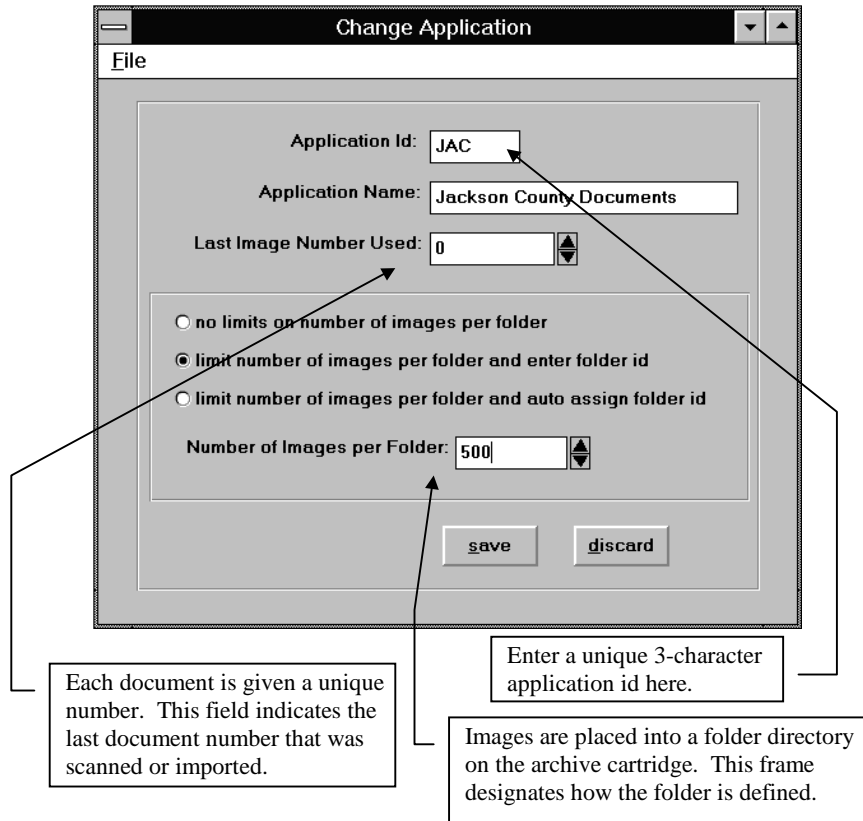 Change Application
File
Application Id: JAC
Application Name: Jackson County Documents
Last Image Number Used: 0
no limits on number of images per folder
limit number of images per folder and enter folder id
limit number of images per folder and auto assign folder id
Number of Images per Folder: 500
save discard
Each document is given a unique
number. This field indicates the
last document number that was
scanned or imported.
Enter a unique 3-character
application id here.
Images are placed into a folder directory
on the archive cartridge. This frame
designates how the folder is defined.